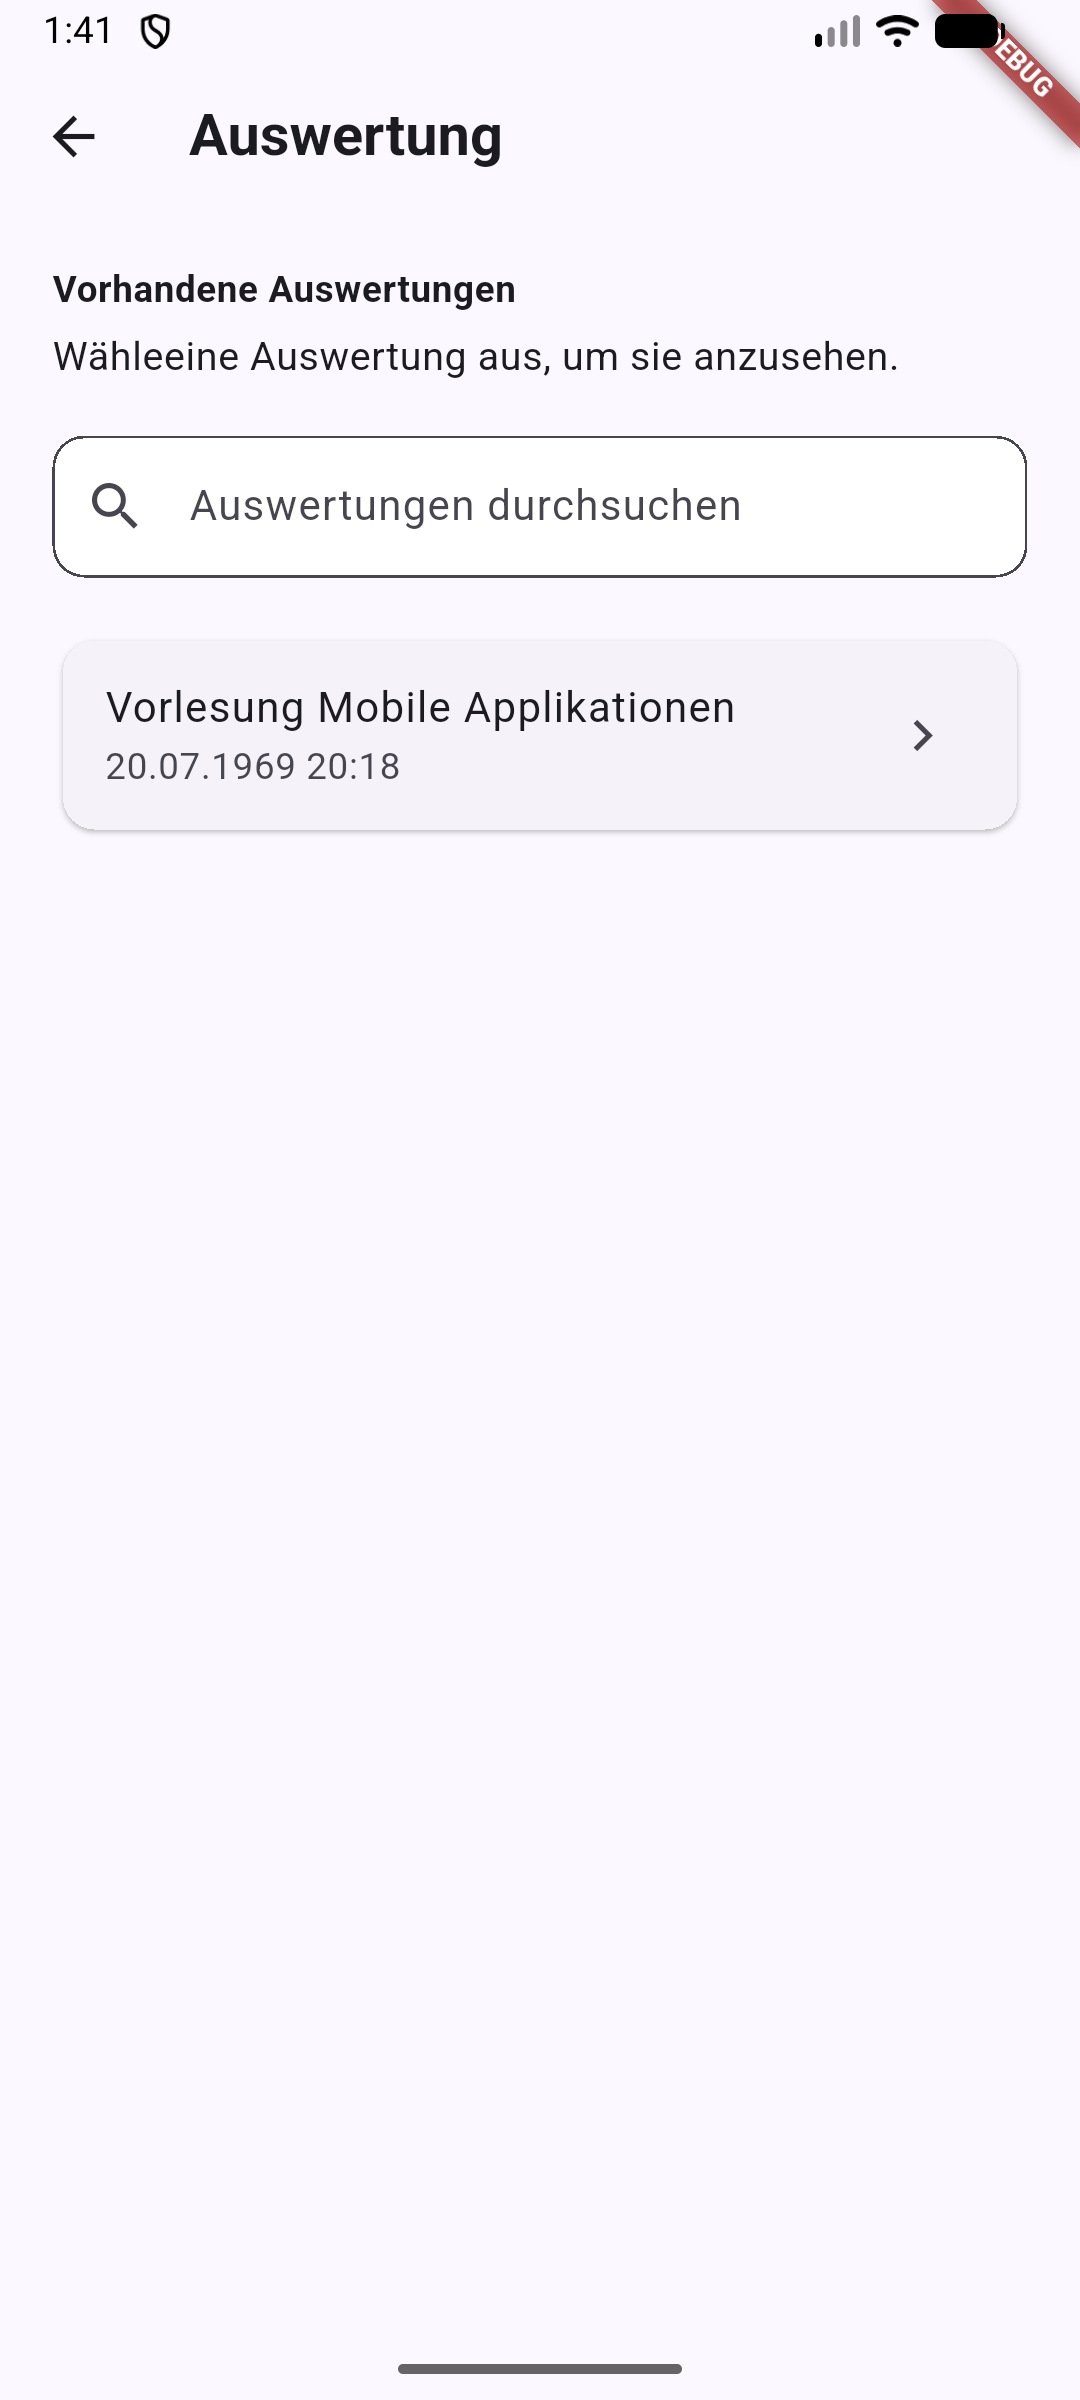 1:41
EBUG
Auswertung
Vorhandene Auswertungen
Wähleeine Auswertung aus, um sie anzusehen.
Auswertungen durchsuchen
Vorlesung Mobile Applikationen
20.07.1969 20:18